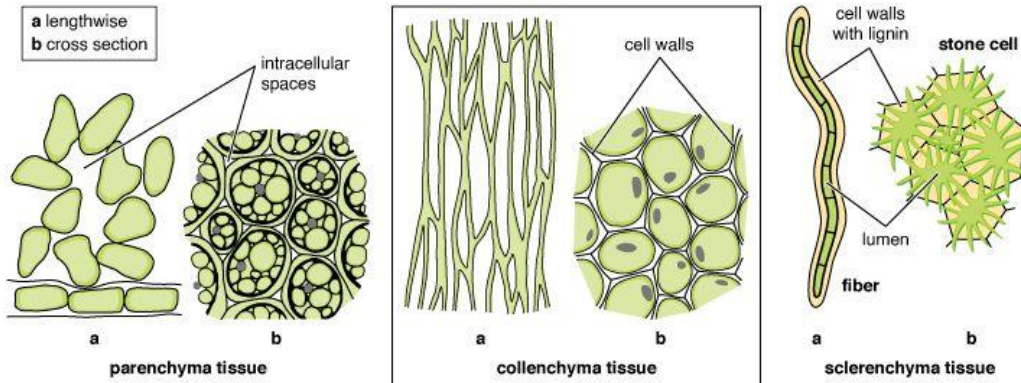 a lengthwise
b cross section
intracellular
spaces
a
b
parenchyma tissue
cell walls
a
b
collenchyma tissue
cell walls
with lignin
stone cell
lumen
fiber
a
b
sclerenchyma tissue